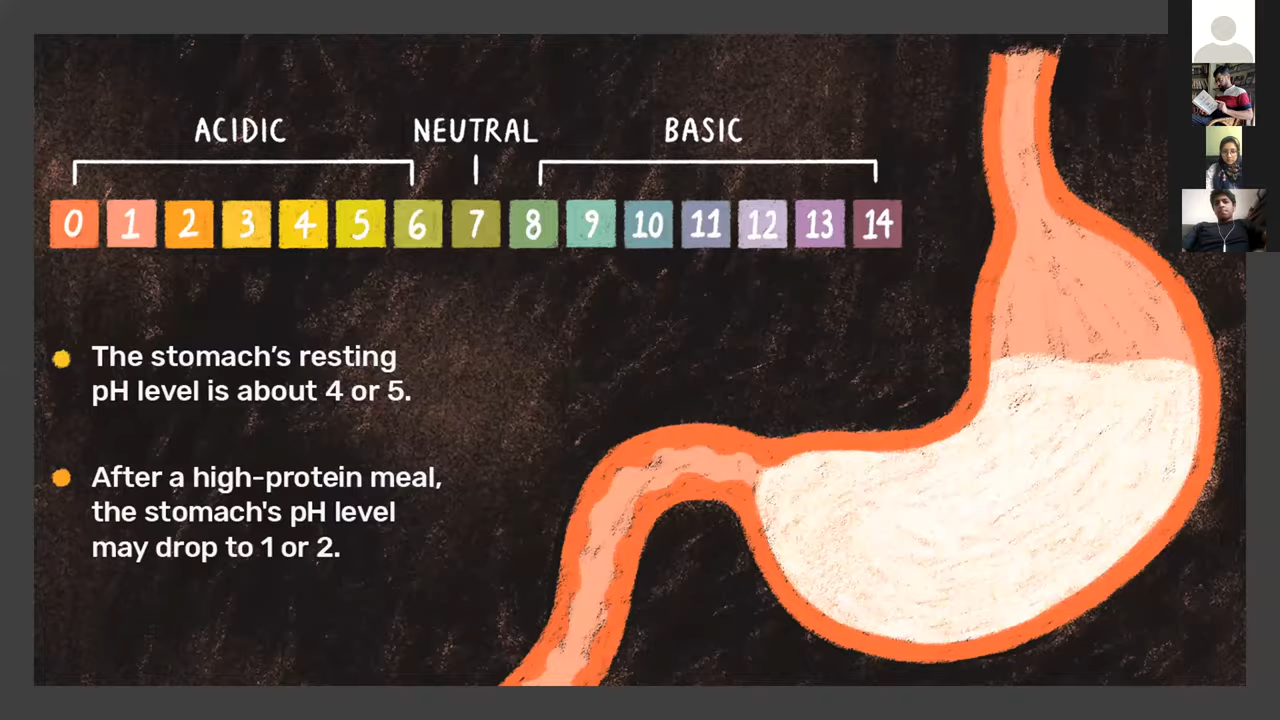 ACIDIC NEUTRAL BASIC
0 1 2 3 4 5 6 7 8 9 10 11 12 13 14
The stomach’s resting
pH level is about 4 or 5.
After a high-protein meal,
the stomach's pH level
may drop to 1 or 2.